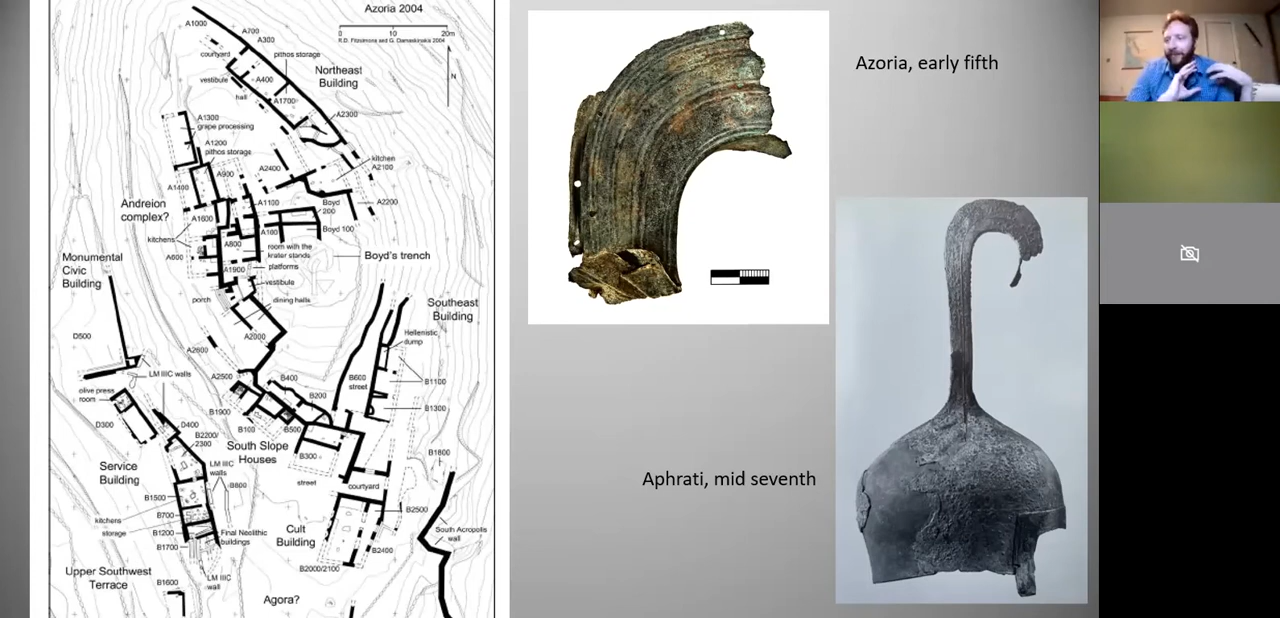 Azoria 2004
0
10
20m
R.D. Fitzsimons and G. Damaskinakis 2004
N
A1000
A700
A300
courtyard
pithos storage
vestibule
A400
Northeast
Building
hall
A1700
A2300
A1300
grape processing
A1200
pithos storage
A900
A2400
kitchen
A2100
A1400
Andreion
complex?
A1100
Boyd
200
A2200
A1600
A100
Boyd 100
kitchens
A800
room with the
krater stands
A600
platforms
Boyd's trench
Monumental
Civic
Building
A1900
vestibule
porch
dining halls
Southeast
Building
D500
A2000
Hellenistic
dump
A2600
LM IIIC walls
A2500
B400
B600
street
B1100
olive press
room
B200
B1900
B1300
D300
D400
B100
B500
B2200/
2300
South Slope
Houses
B300
B1800
Service
Building
LM IIIC
walls
B800
street
courtyard
B1500
kitchens
B700
Cult
Building
B2500
storage
B1200
Final Neolithic
buildings
South Acropolis
wall
B1700
B2400
Upper Southwest
Terrace
LM IIIC
wall
B2000/2100
B1600
Agora?
Azoria, early fifth
Aphrati, mid seventh